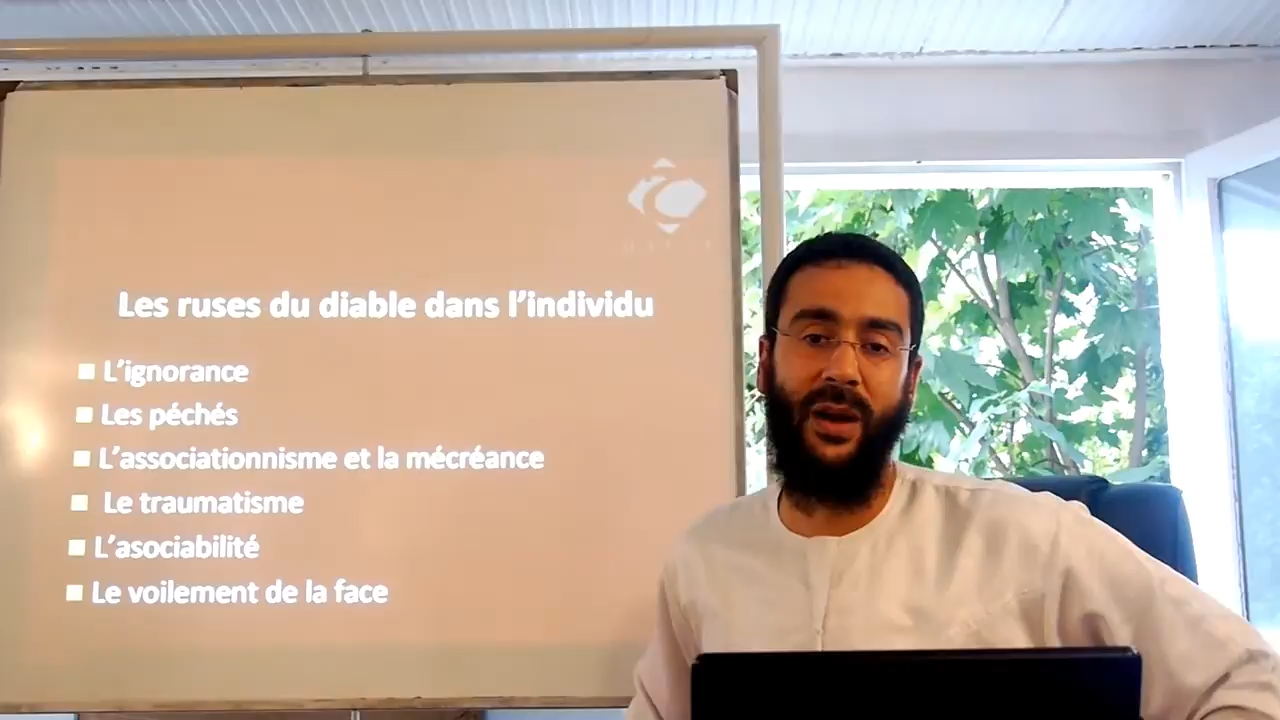 Les ruses du diable dans l’individu
L’ignorance
Les péchés
L’associationnisme et la mécréance
Le traumatisme
L’asociabilité
Le voilement de la face